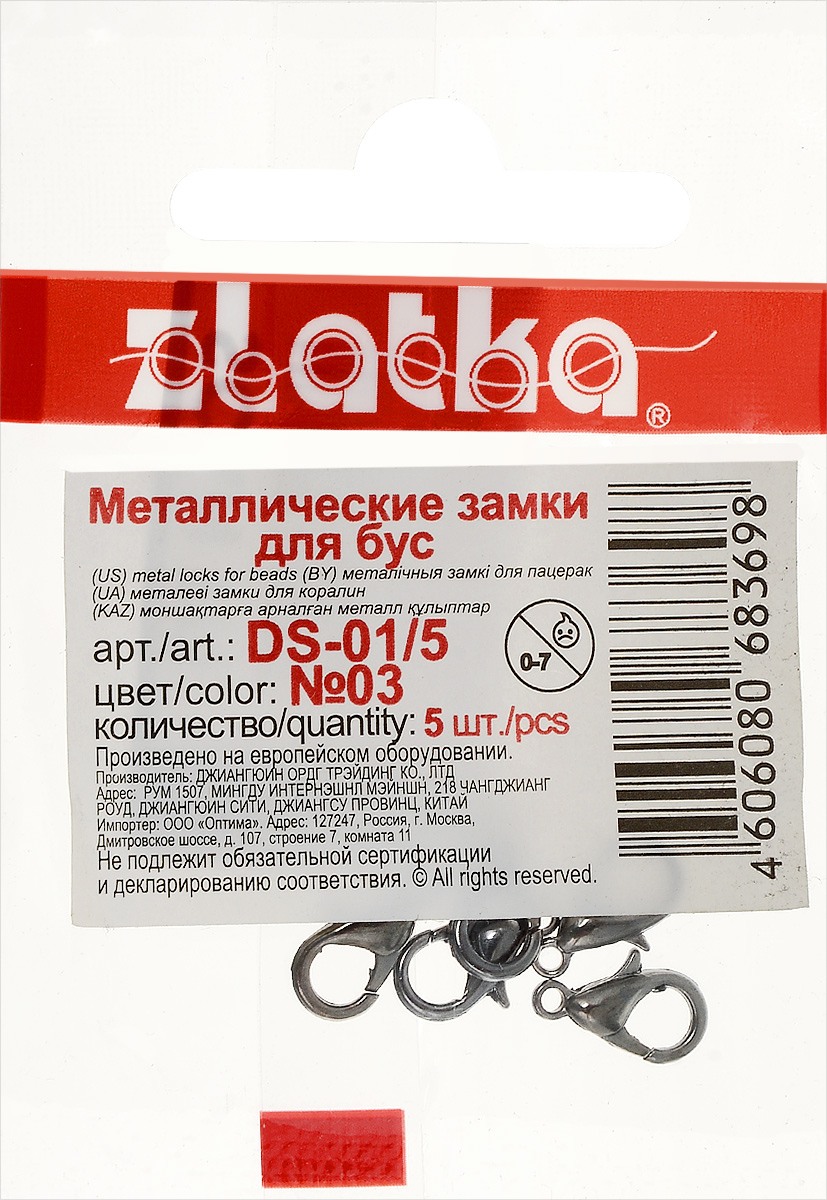 zlatka ®
Металлические замки
для бус
(US) metal locks for beads (BY) металічныя замкі для пацерак
(UA) металеві замки для коралин
(KAZ) моншақтарға арналған металл құлыптар
арт./art.: DS-01/5
цвет/color: №03
0-7
количество/quantity: 5 шт./pcs
Произведено на европейском оборудовании.
Производитель: ДЖИАНГЮИН ОРДГ ТРЭЙДИНГ КО., ЛТД
Адрес: РУМ 1507, МИНГДУ ИНТЕРНЭШНЛ МЭЙНШН, 218 ЧАНГДЖИАНГ
РОУД, ДЖИАНГЮИН СИТИ, ДЖИАНГСУ ПРОВИНЦ, КИТАЙ
Импортер: ООО «Оптима». Адрес: 127247, Россия, г. Москва,
Дмитровское шоссе, д. 107, строение 7, комната 11
Не подлежит обязательной сертификации
и декларированию соответствия. © All rights reserved.
4 606080 683698